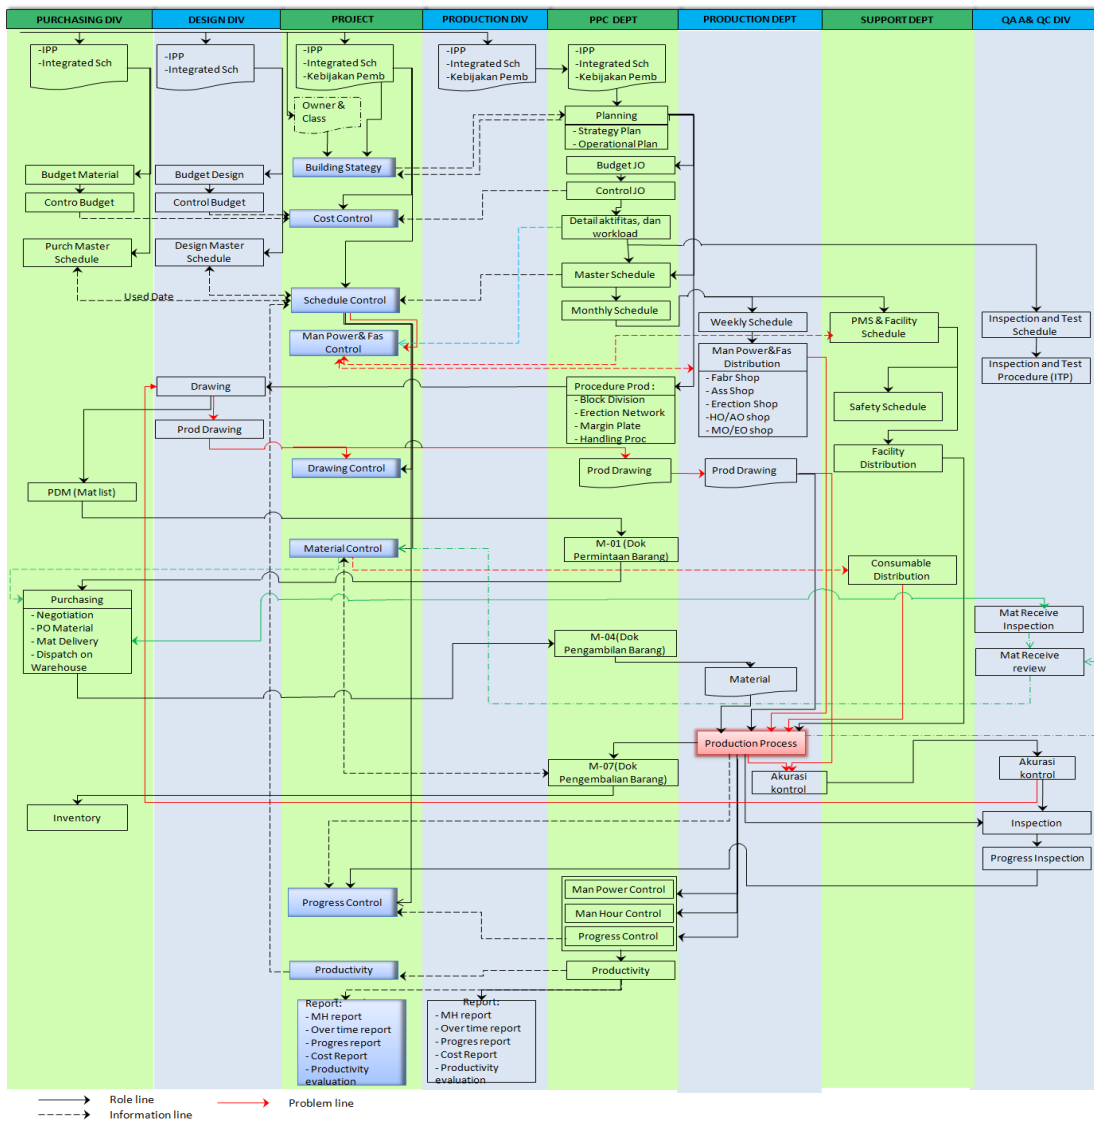 PURCHASING DIV
DESIGN DIV
PROJECT
PRODUCTION DIV
PPC DEPT
PRODUCTION DEPT
SUPPORT DEPT
QA A& QC DIV
-IPP
-Integrated Sch
-IPP
-Integrated Sch
-IPP
-Integrated Sch
-Kebijakan Pemb
-IPP
-Integrated Sch
-Kebijakan Pemb
-IPP
-Integrated Sch
-Kebijakan Pemb
Owner &
Class
Planning
- Strategy Plan
- Operational Plan
Building Stategy
Budget JO
Budget Material
Budget Design
Control JO
Contro Budget
Control Budget
Cost Control
Detail aktifitas, dan
workload
Purch Master
Schedule
Design Master
Schedule
Master Schedule
Used Date
Schedule Control
Monthly Schedule
Weekly Schedule
PMS & Facility
Schedule
Inspection and Test
Schedule
Man Power& Fas
Control
Man Power&Fas
Distribution
- Fabr Shop
- Ass Shop
- Erection Shop
-HO/AO shop
- MO/EO shop
Inspection and Test
Procedure (ITP)
Drawing
Procedure Prod :
- Block Division
- Erection Network
- Margin Plate
- Handling Proc
Safety Schedule
Prod Drawing
Facility
Distribution
Drawing Control
Prod Drawing
Prod Drawing
PDM (Mat list)
Material Control
M-01 (Dok
Permintaan Barang)
Consumable
Distribution
Purchasing
- Negotiation
- PO Material
- Mat Delivery
- Dispatch on
Warehouse
Mat Receive
Inspection
M-04(Dok
Pengambilan Barang)
Mat Receive
review
Material
Production Process
M-07(Dok
Pengembalian Barang)
Akurasi
kontrol
Akurasi
kontrol
Inventory
Inspection
Progress Inspection
Man Power Control
Progress Control
Man Hour Control
Progress Control
Productivity
Productivity
Report:
- MH report
- Over time report
- Progres report
- Cost Report
- Productivity
evaluation
Report:
- MH report
- Over time report
- Progres report
- Cost Report
- Productivity
evaluation
Role line
Problem line
Information line